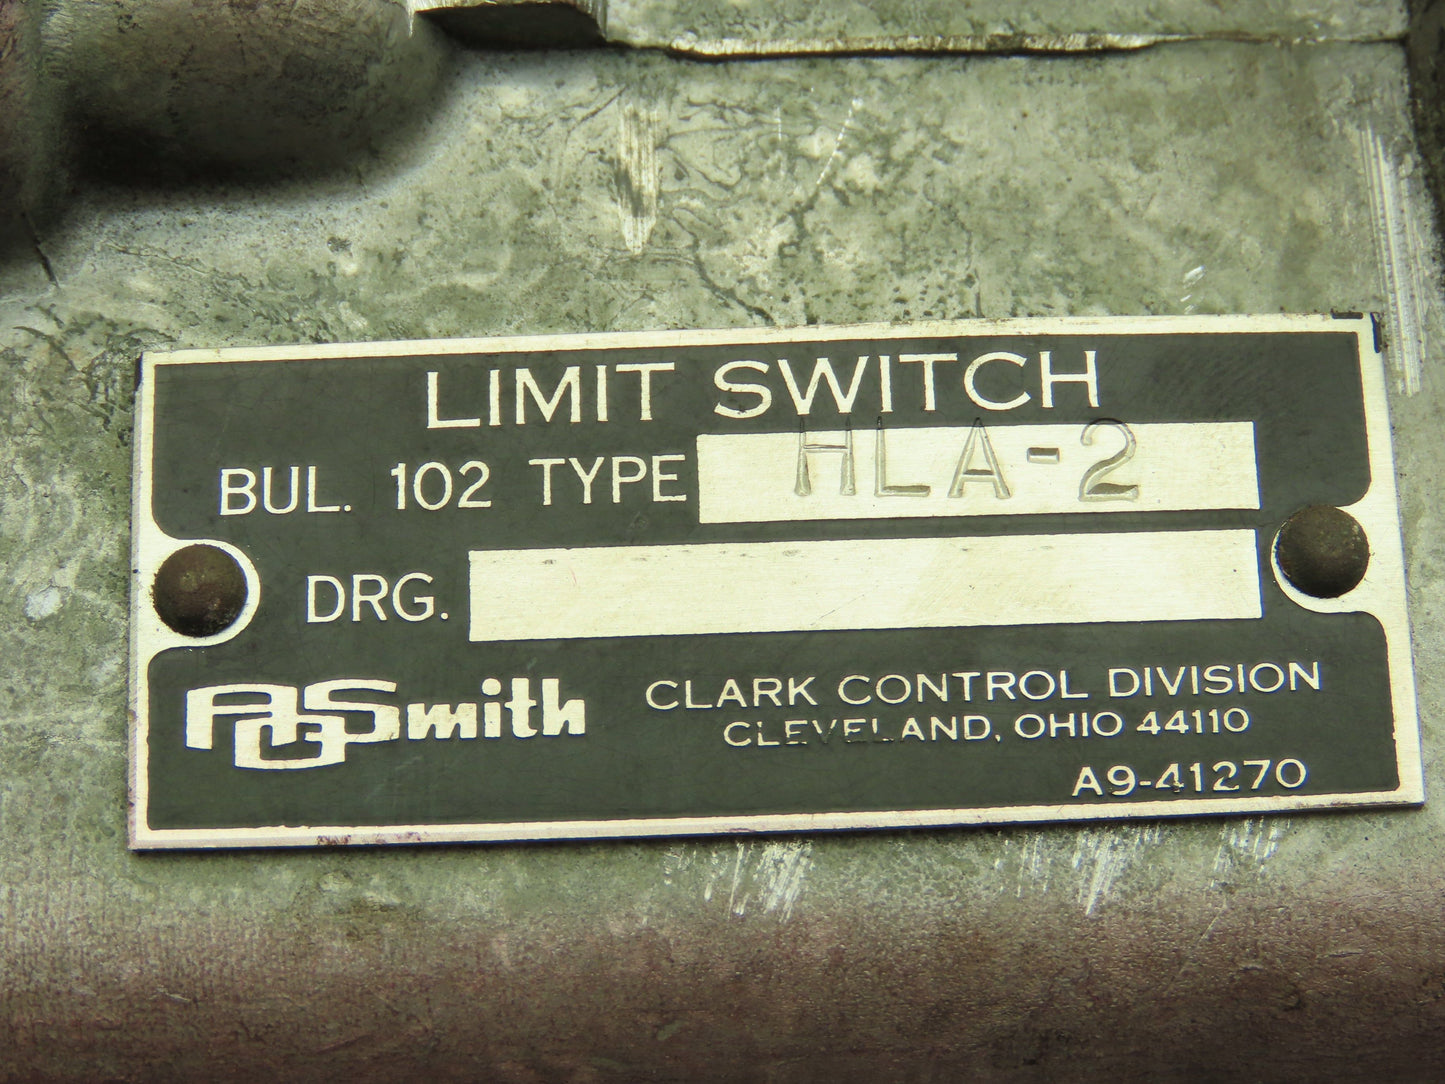 LIMIT SWITCH
BUL. 102 TYPE HLA-2
DRG.
AOSmith
CLARK CONTROL DIVISION
CLEVELAND, OHIO 44110
A9-41270